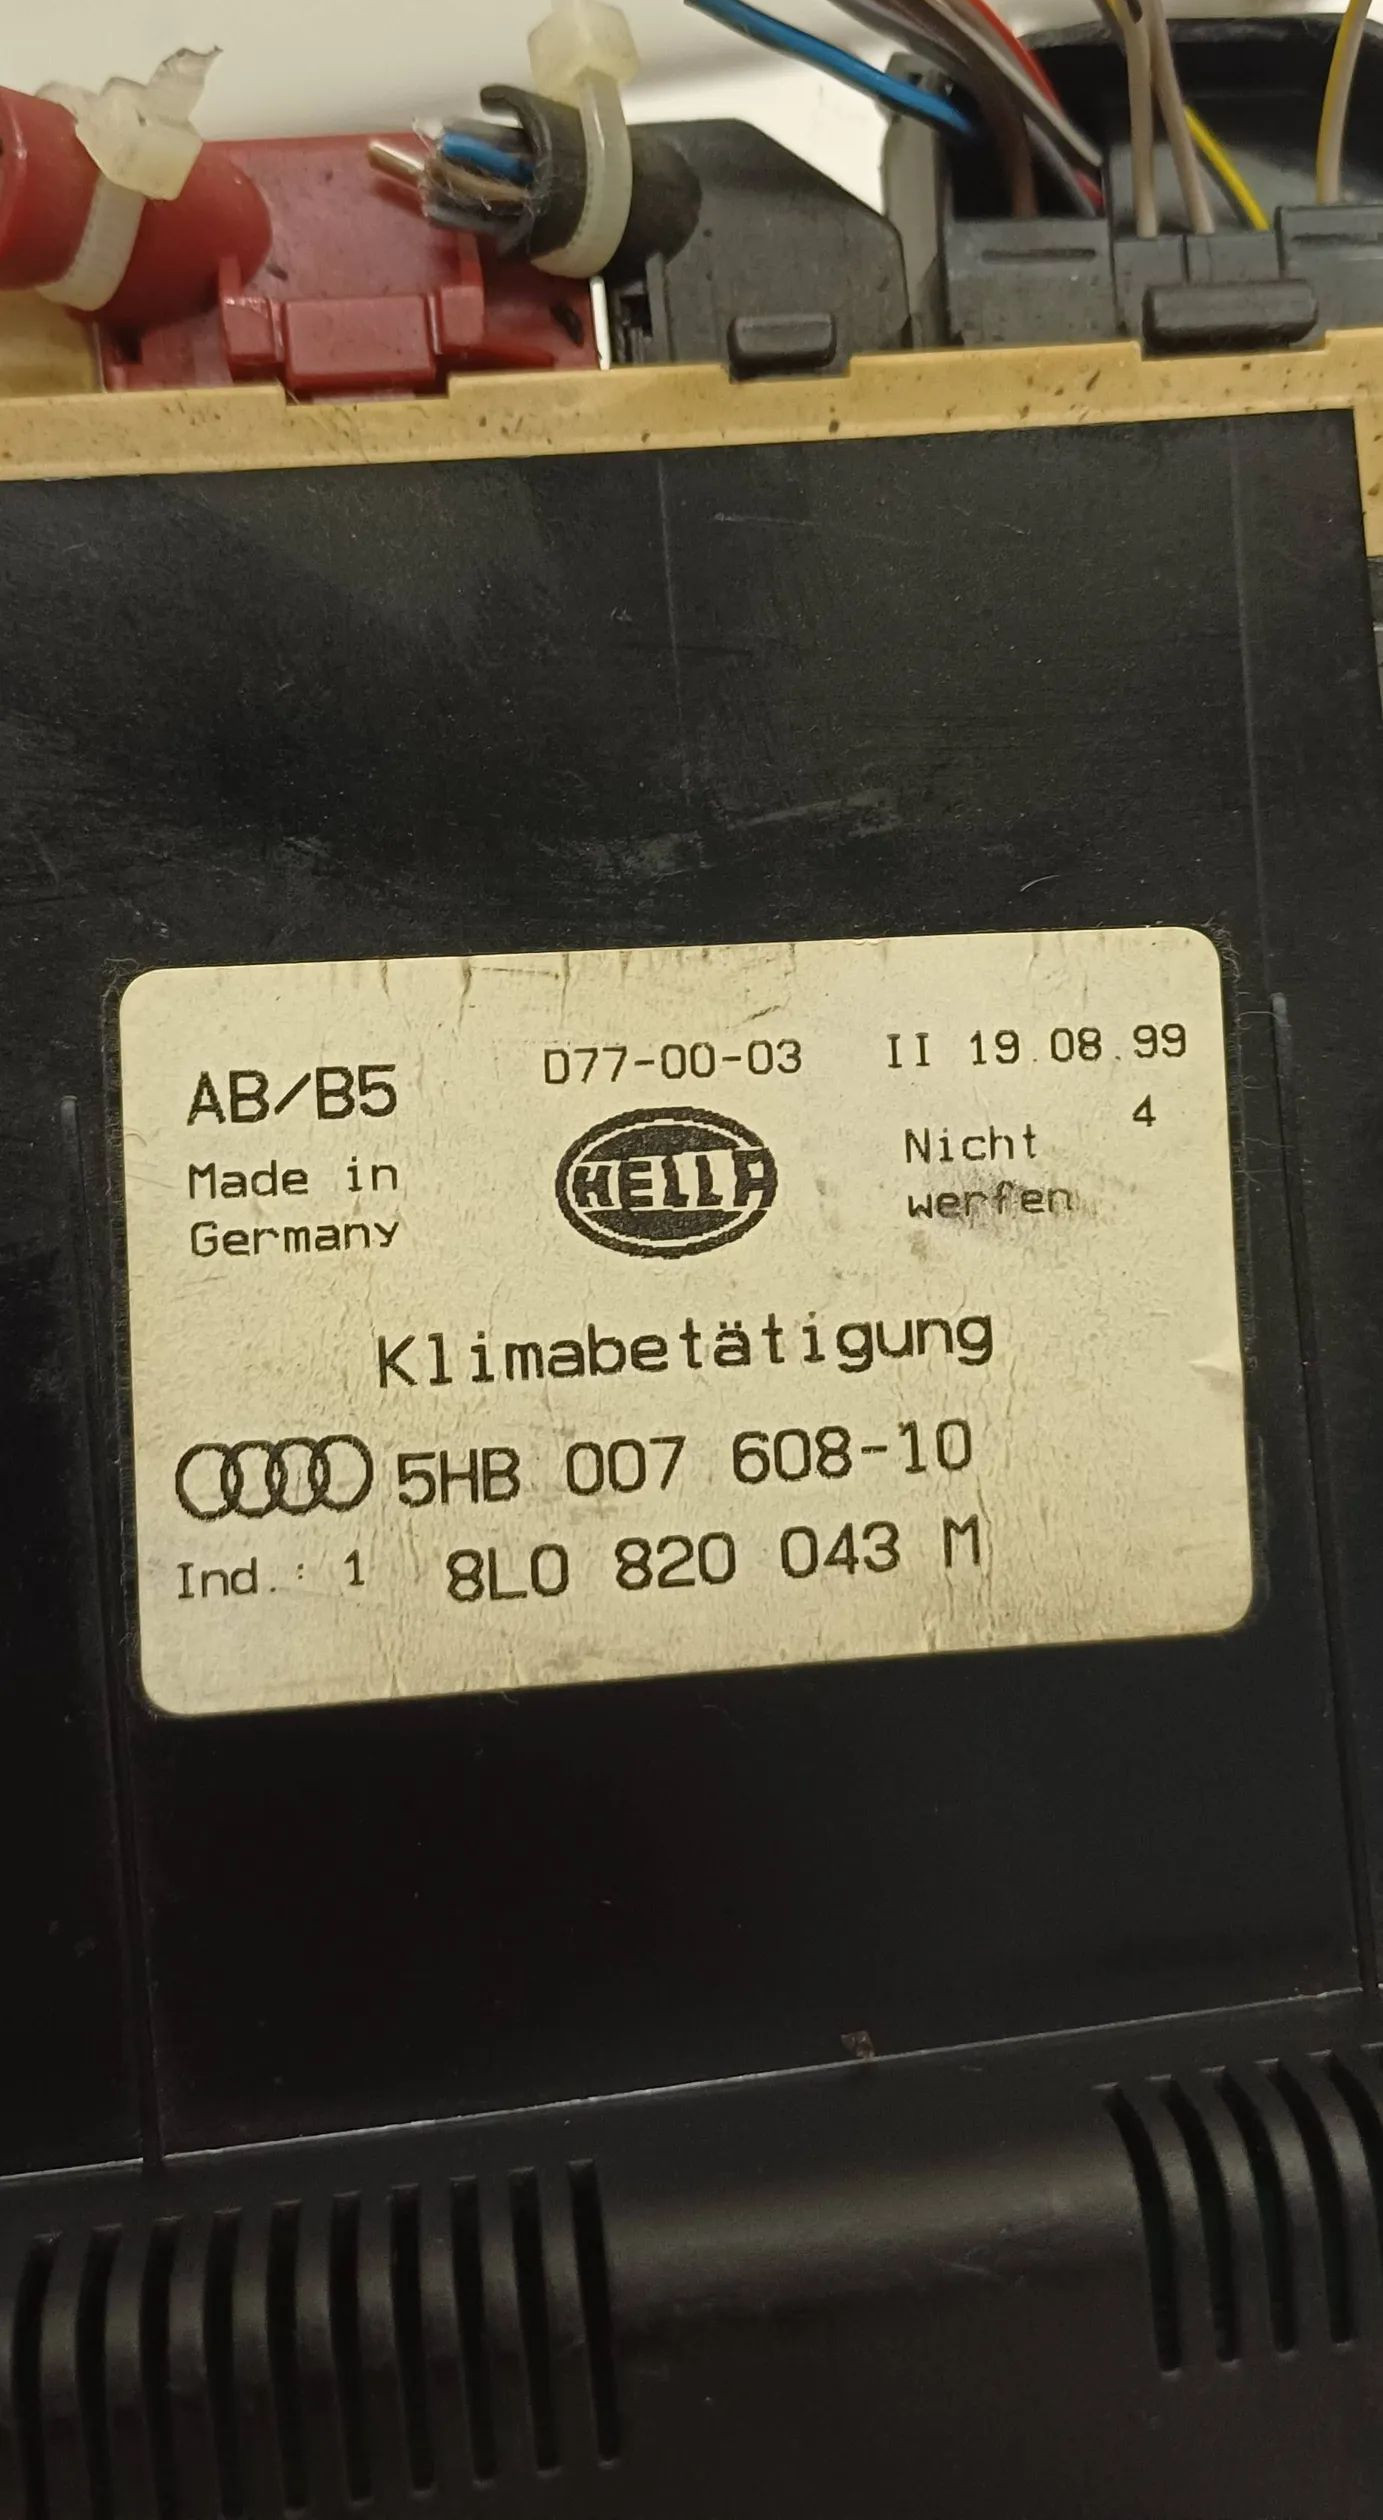 D77-00-03 II 19.08.99
AB/B5 4
Made in Germany
HELLA
Nicht werfen
Klimabetätigung
5HB 007 608-10
Ind.: 1 8L0 820 043 M